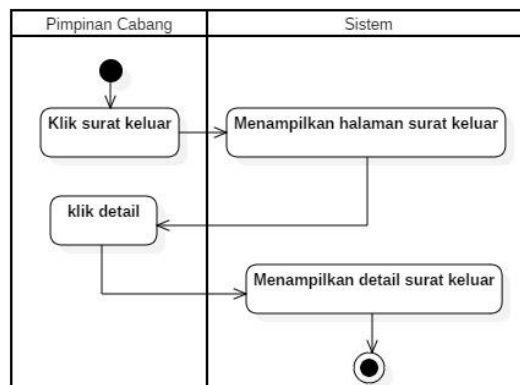 Pimpinan Cabang
Sistem
Klik surat keluar
Menampilkan halaman surat keluar
klik detail
Menampilkan detail surat keluar